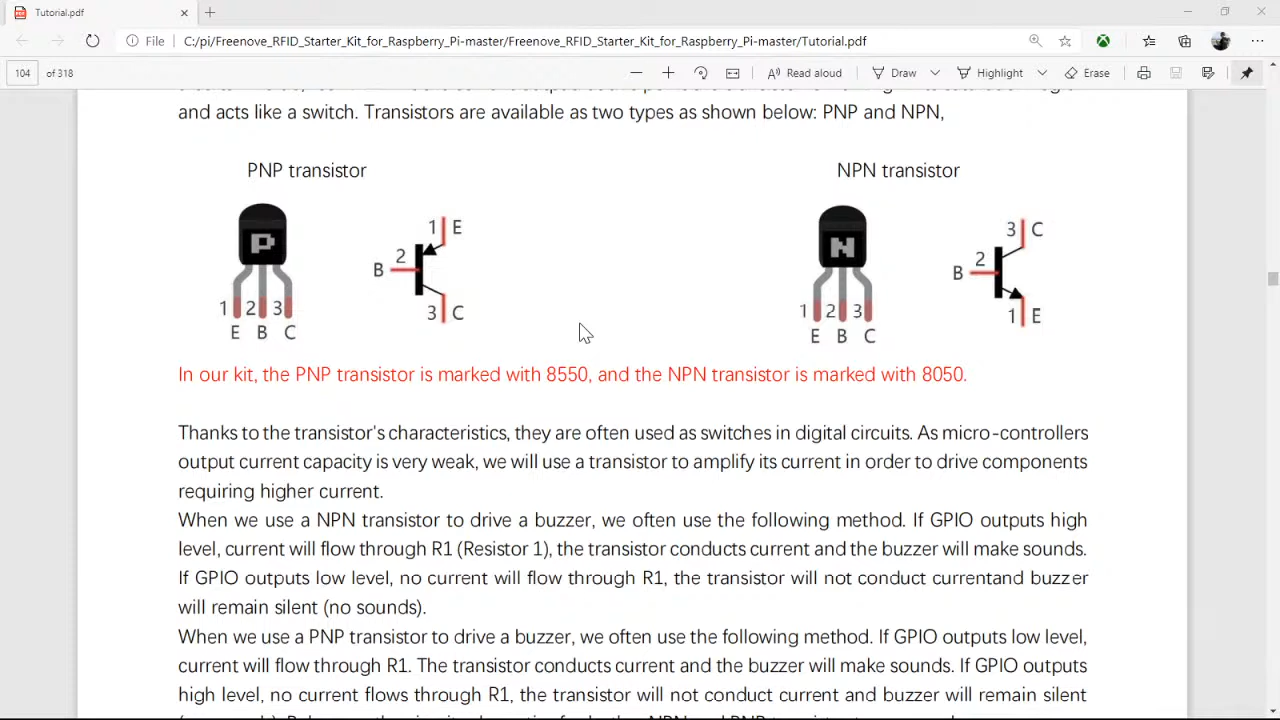 Tutorial.pdf
File C:/pi/Freenove_RFID_Starter_Kit_for_Raspberry_Pi-master/Freenove_RFID_Starter_Kit_for_Raspberry_Pi-master/Tutorial.pdf
104 of 318 Read aloud Draw Highlight Erase
and acts like a switch. Transistors are available as two types as shown below: PNP and NPN,
PNP transistor NPN transistor
P 1 E N 3 C
B 2 B 2
1 2 3 3 C 1 2 3 1 E
E B C E B C
In our kit, the PNP transistor is marked with 8550, and the NPN transistor is marked with 8050.
Thanks to the transistor's characteristics, they are often used as switches in digital circuits. As micro-controllers
output current capacity is very weak, we will use a transistor to amplify its current in order to drive components
requiring higher current.
When we use a NPN transistor to drive a buzzer, we often use the following method. If GPIO outputs high
level, current will flow through R1 (Resistor 1), the transistor conducts current and the buzzer will make sounds.
If GPIO outputs low level, no current will flow through R1, the transistor will not conduct currentand buzzer
will remain silent (no sounds).
When we use a PNP transistor to drive a buzzer, we often use the following method. If GPIO outputs low level,
current will flow through R1. The transistor conducts current and the buzzer will make sounds. If GPIO outputs
high level, no current flows through R1, the transistor will not conduct current and buzzer will remain silent